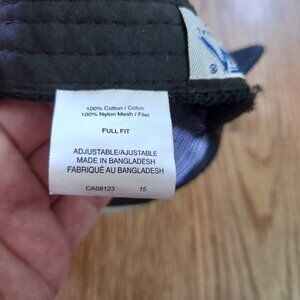 100% Cotton / Coton
100% Nylon Mesh / Filet
FULL FIT
ADJUSTABLE/AJUSTABLE
MADE IN BANGLADESH
FABRIQUÉ AU BANGLADESH
CA08123 15